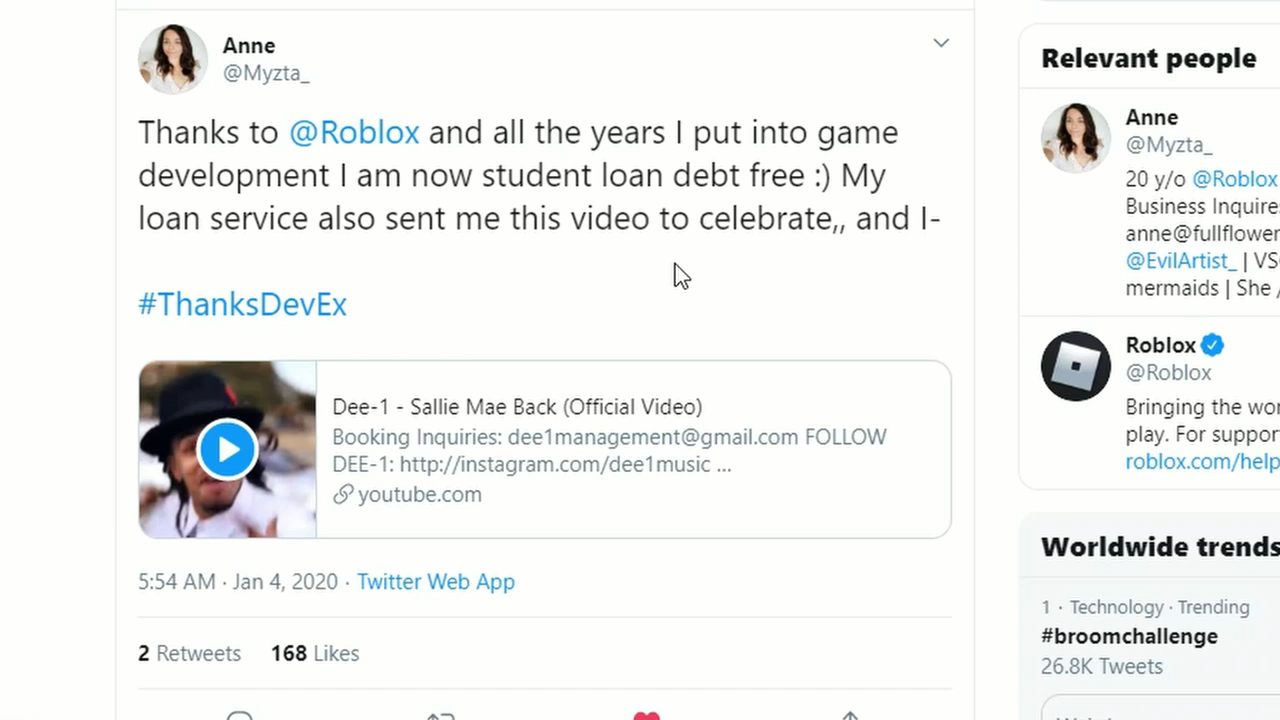 Anne
@Myzta_
Thanks to @Roblox and all the years I put into game
development I am now student loan debt free :) My
loan service also sent me this video to celebrate,, and I-
#ThanksDevEx
Dee-1 - Sallie Mae Back (Official Video)
Booking Inquiries: dee1management@gmail.com FOLLOW
DEE-1: http://instagram.com/dee1music ...
youtube.com
5:54 AM · Jan 4, 2020 · Twitter Web App
2 Retweets 168 Likes
Relevant people
Anne
@Myzta_
20 y/o @Roblox
Business Inquire
anne@fullflower
@EvilArtist_ | VS
mermaids | She /
Roblox
@Roblox
Bringing the wor
play. For support
roblox.com/help
Worldwide trends
1 · Technology · Trending
#broomchallenge
26.8K Tweets